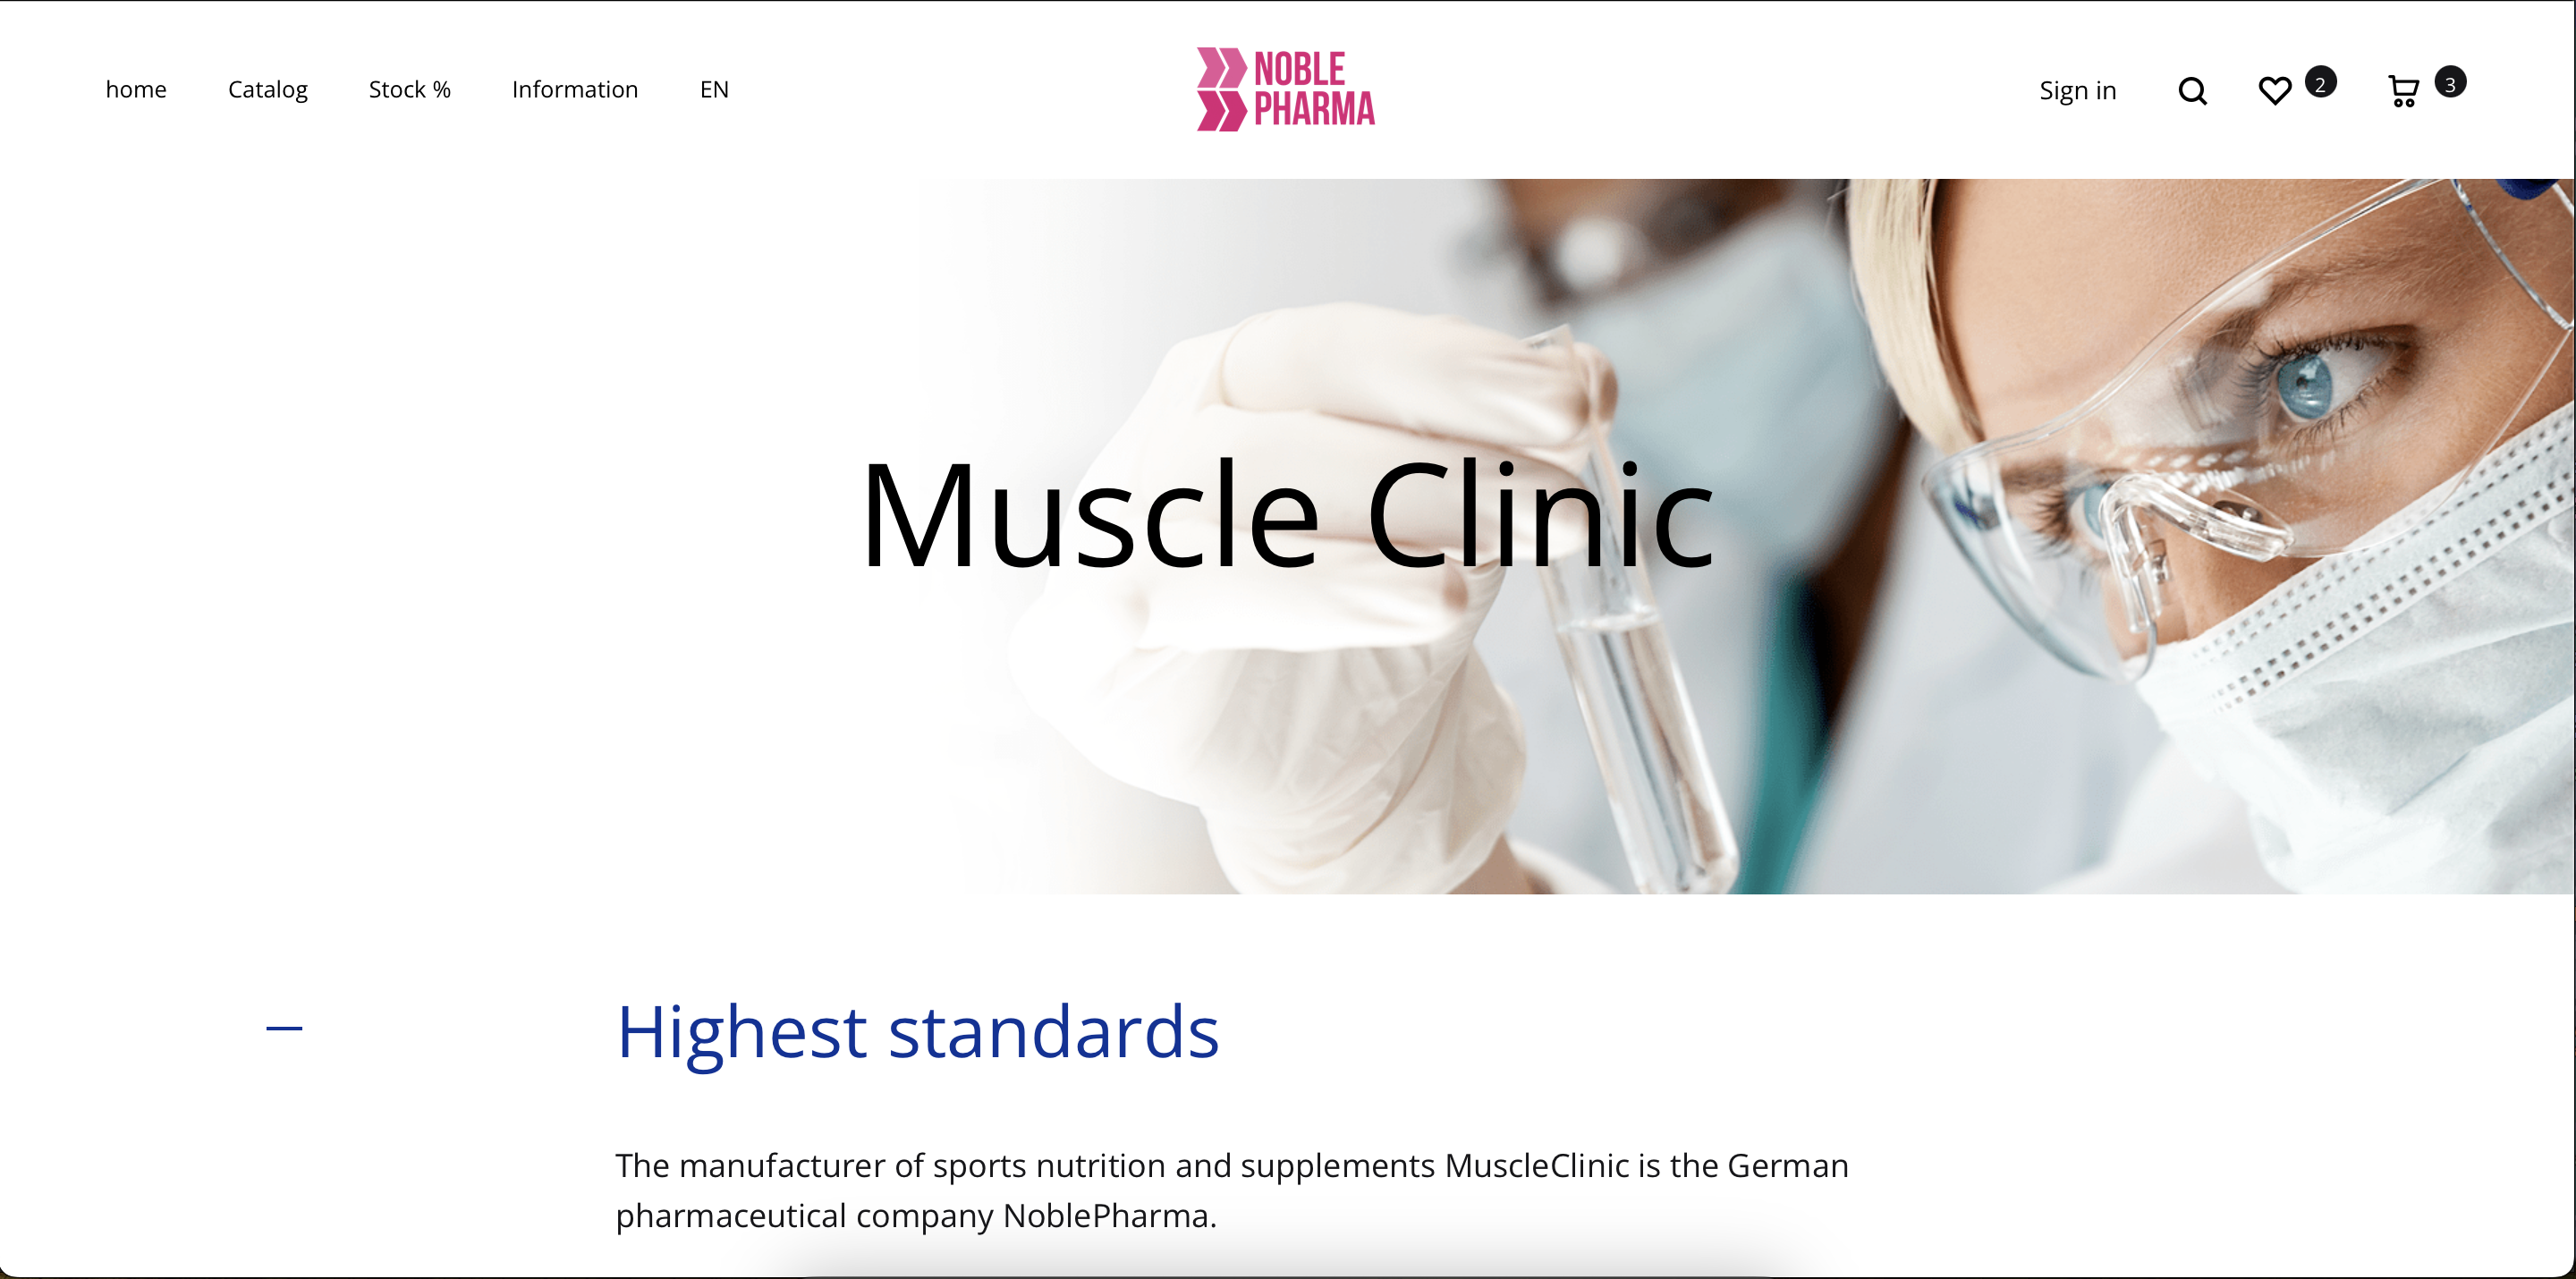 home Catalog Stock % Information EN
NOBLE
PHARMA
Sign in 2 3
Muscle Clinic
Highest standards
The manufacturer of sports nutrition and supplements MuscleClinic is the German
pharmaceutical company NoblePharma.